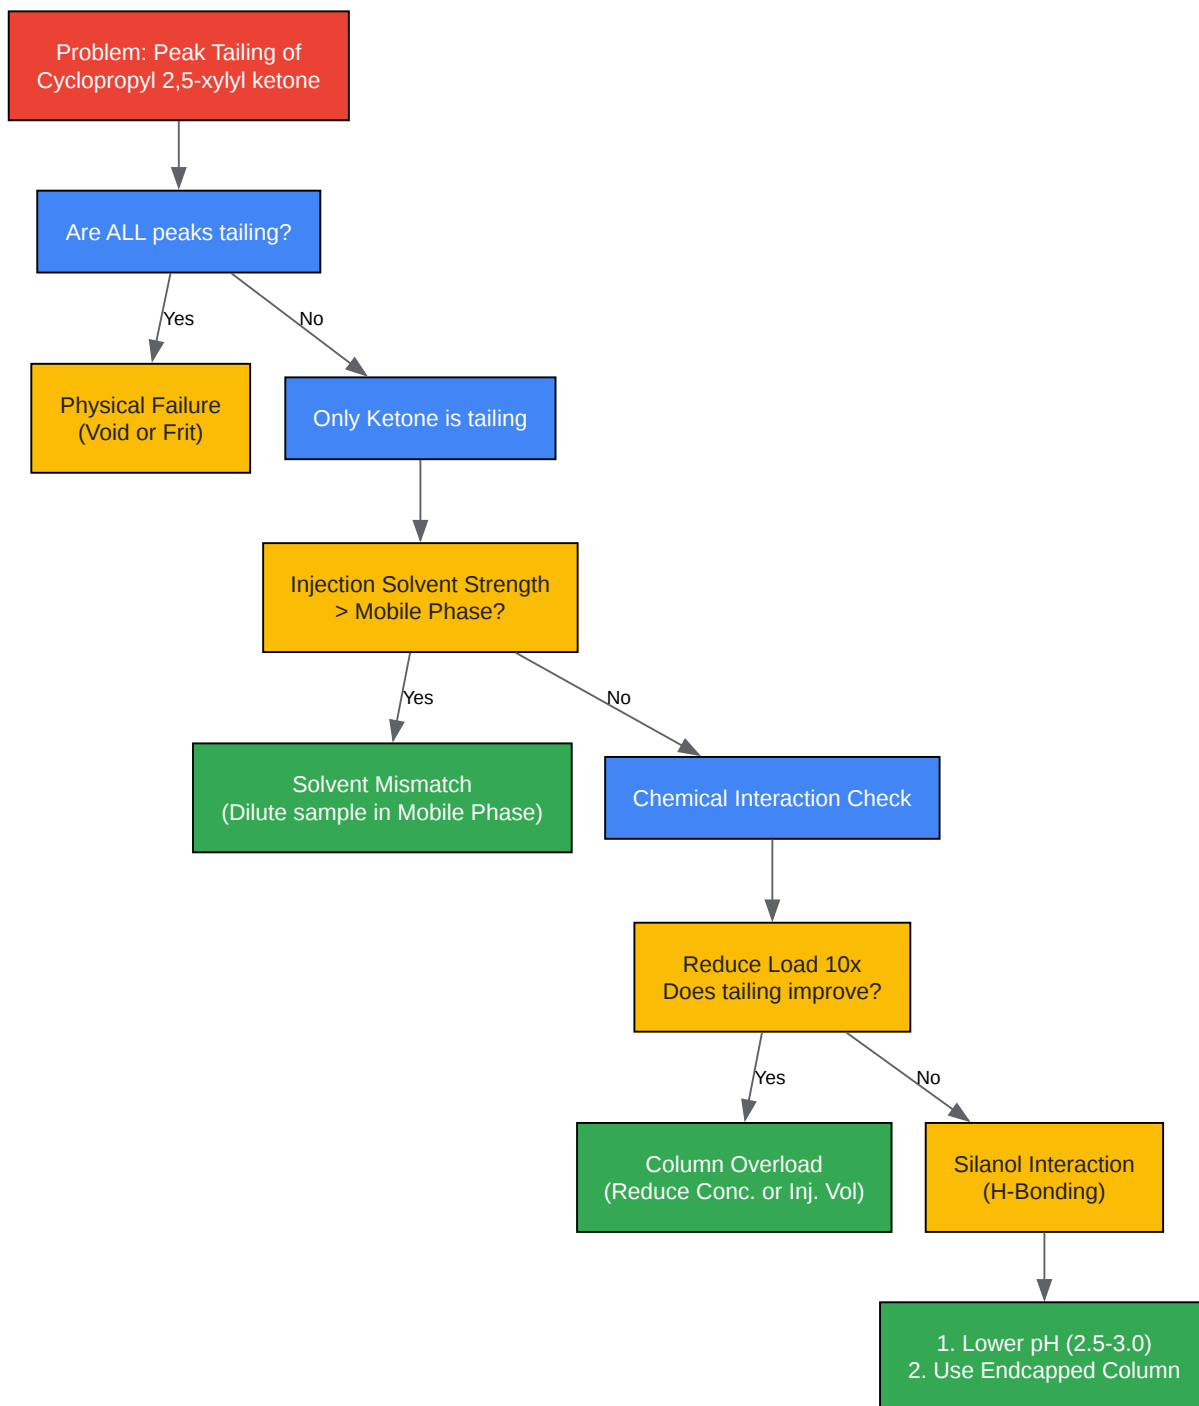 Problem: Peak Tailing of
Cyclopropyl 2,5-xylyl ketone
Are ALL peaks tailing?
Yes
No
Physical Failure
(Void or Frit)
Only Ketone is tailing
Injection Solvent Strength
> Mobile Phase?
Yes
No
Solvent Mismatch
(Dilute sample in Mobile Phase)
Chemical Interaction Check
Reduce Load 10x
Does tailing improve?
Yes
No
Column Overload
(Reduce Conc. or Inj. Vol)
Silanol Interaction
(H-Bonding)
1. Lower pH (2.5-3.0)
2. Use Endcapped Column